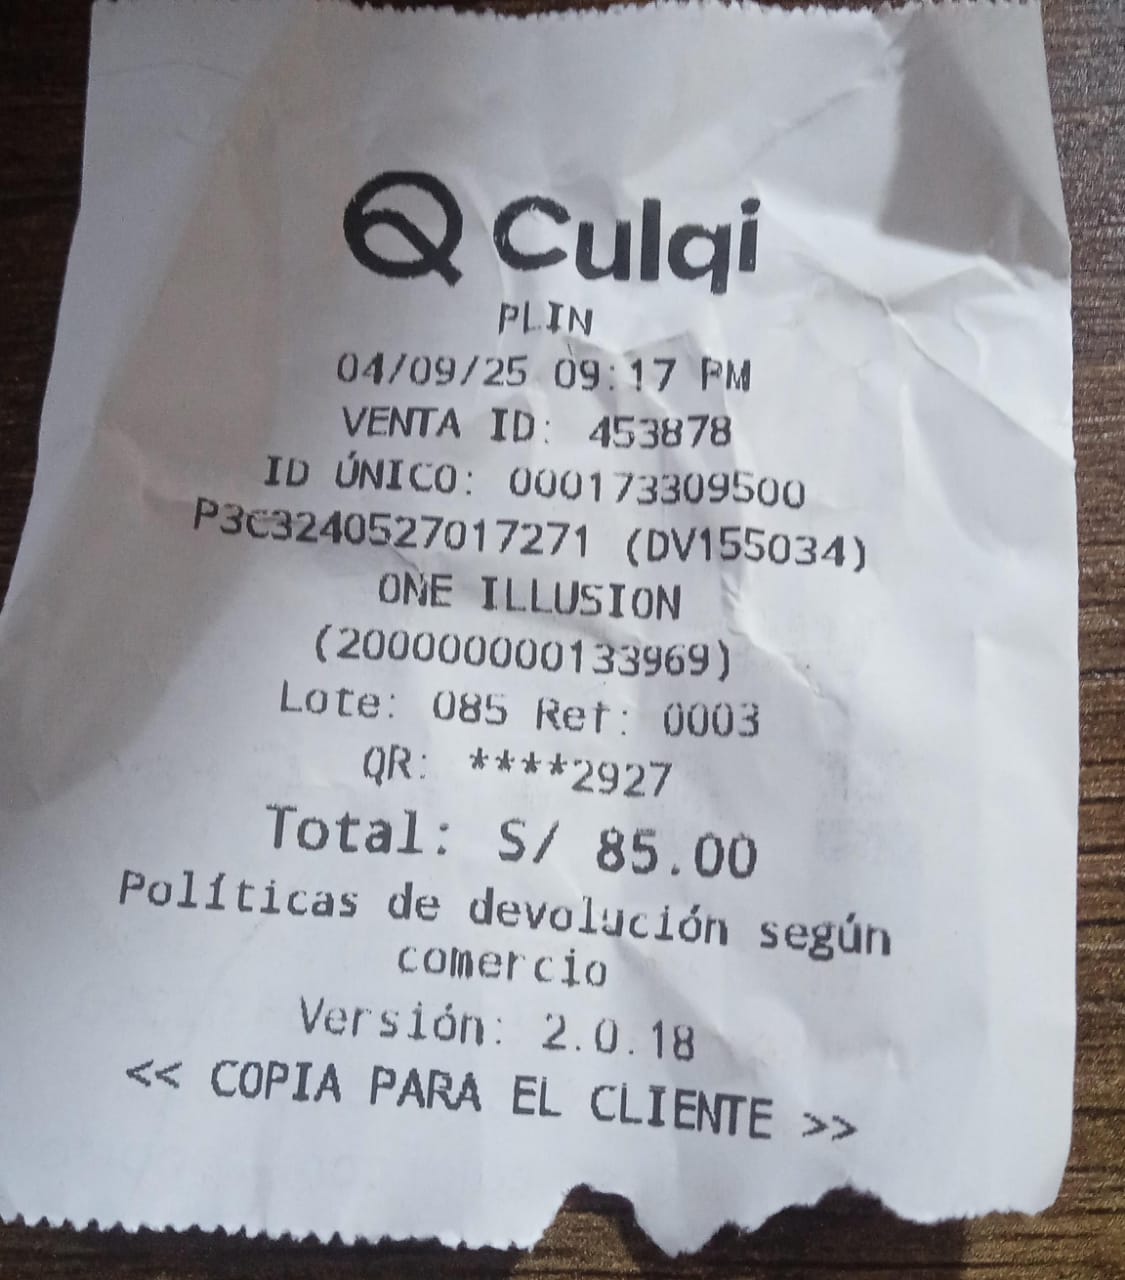 Culqi
PLIN
04/09/25 09:17 PM
VENTA ID: 453878
ID ÚNICO: 000173309500
P3C3240527017271 (DV155034)
ONE ILLUSION
(200000000133969)
Lote: 085 Ref: 0003
QR: ****2927
Total: S/ 85.00
Políticas de devolución según
comercio
Versión: 2.0.18
<< COPIA PARA EL CLIENTE >>